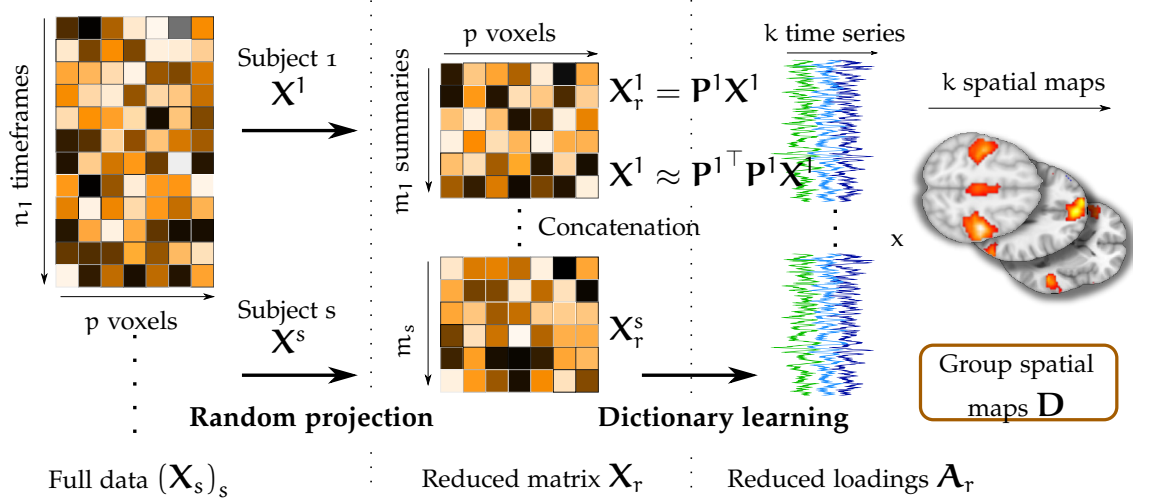 n₁ timeframes
p voxels
Subject 1
X¹
Subject s
Xˢ
Random projection
Full data (Xₛ)ₛ
p voxels
m₁ summaries
X¹ᵣ = P¹X¹
X¹ ≈ P¹ᵀP¹X¹
Concatenation
mₛ
Xˢᵣ
Dictionary learning
Reduced matrix Xᵣ
k time series
x
Reduced loadings Aᵣ
k spatial maps
Group spatial
maps D